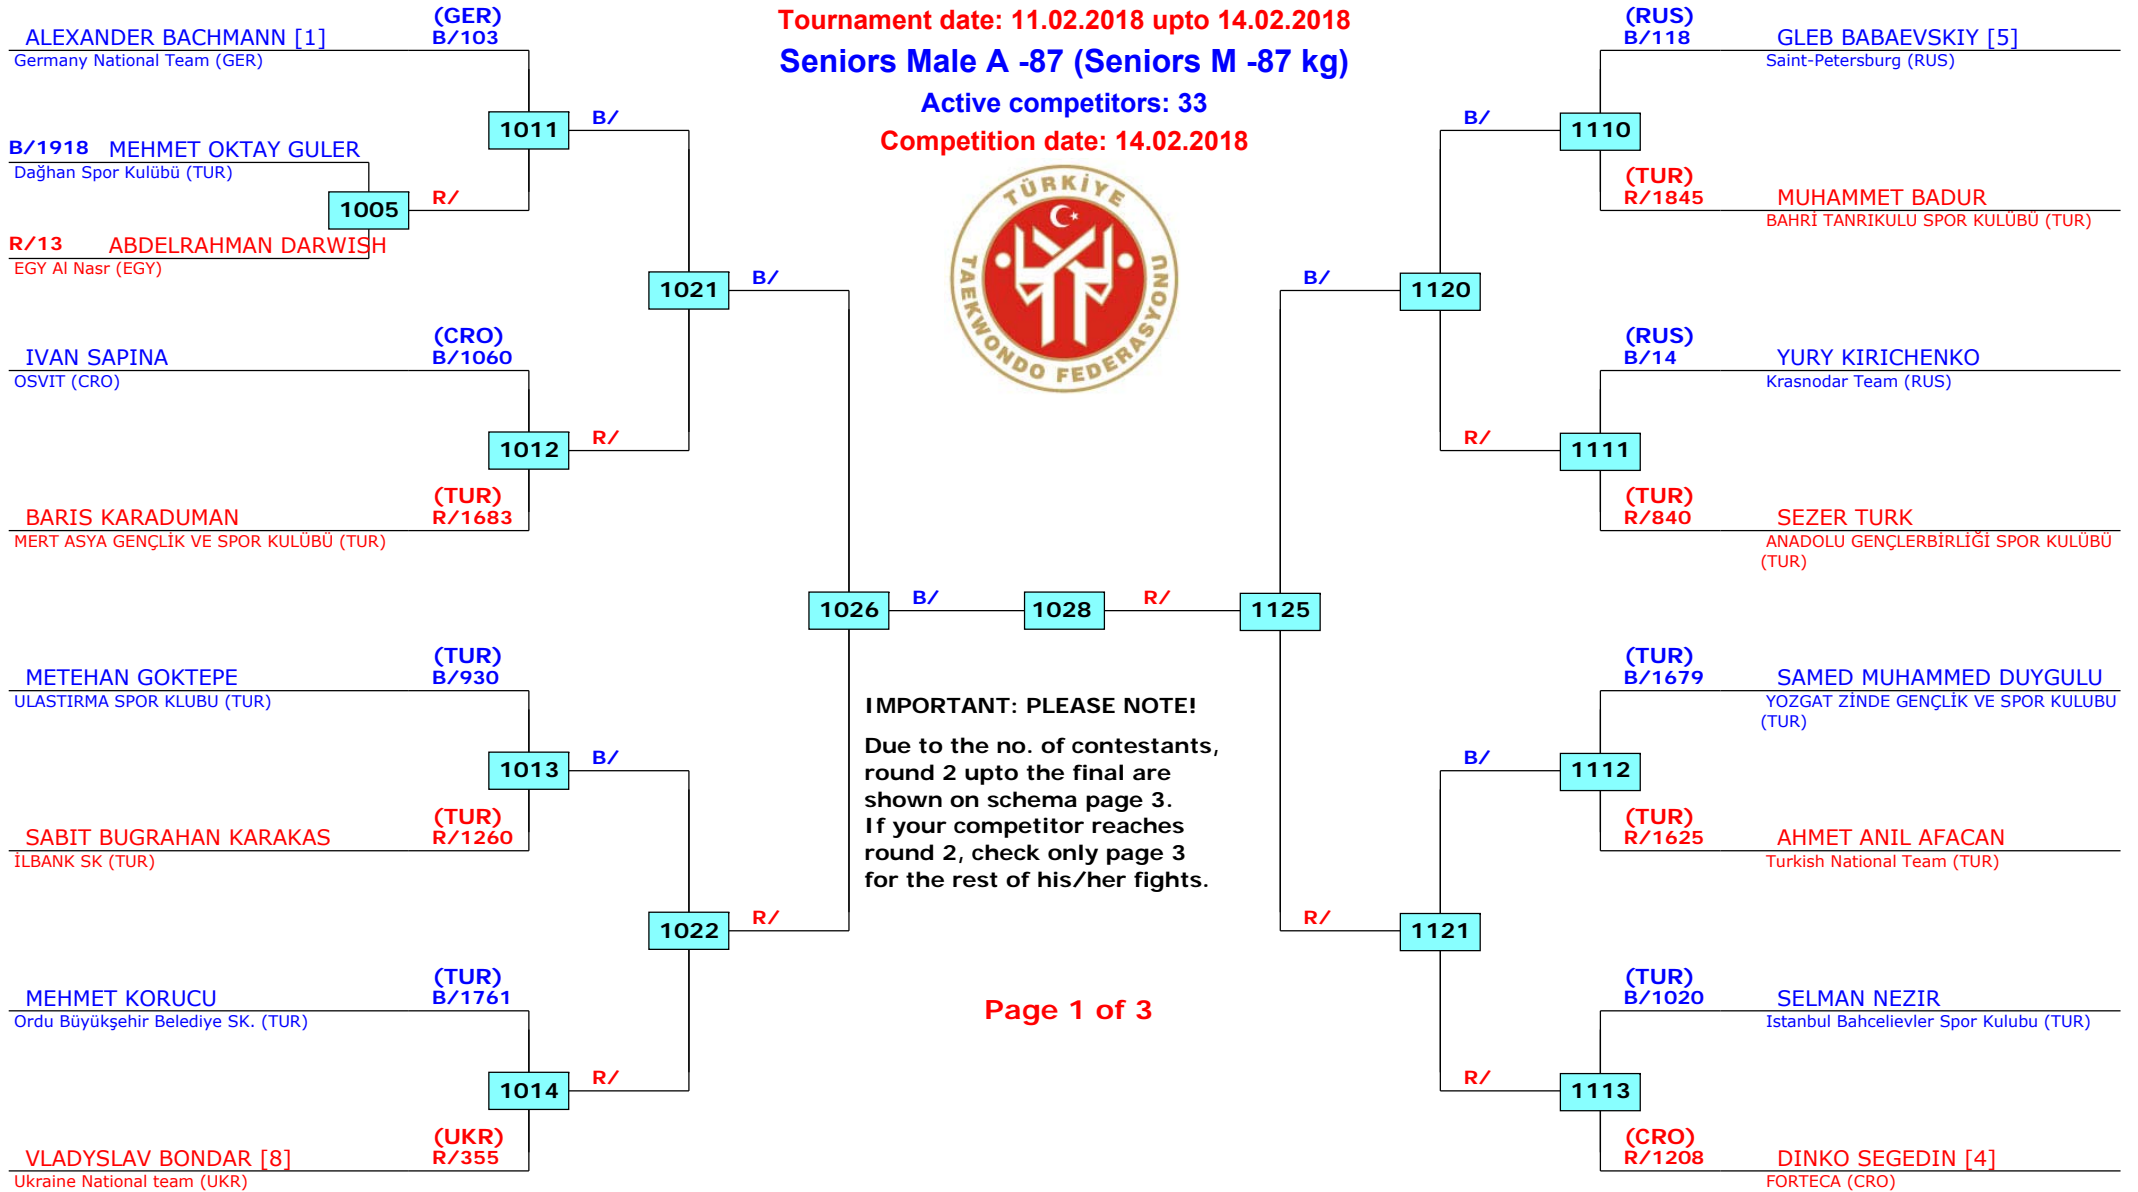 Tournament date: 11.02.2018 upto 14.02.2018
Seniors Male A -87 (Seniors M -87 kg)
Active competitors: 33
Competition date: 14.02.2018
TÜRKİYE
TAEKWONDO FEDERASYONU
(GER)
ALEXANDER BACHMANN [1] B/103
Germany National Team (GER)
1011 B/
B/1918 MEHMET OKTAY GULER
Dağhan Spor Kulübü (TUR)
1005 R/
R/13 ABDELRAHMAN DARWISH
EGY Al Nasr (EGY)
1021 B/
(CRO)
IVAN SAPINA B/1060
OSVIT (CRO)
1012 R/
(TUR)
BARIS KARADUMAN R/1683
MERT ASYA GENÇLİK VE SPOR KULÜBÜ (TUR)
1026 B/ 1028 R/ 1125
(TUR)
METEHAN GOKTEPE B/930
ULASTIRMA SPOR KLUBU (TUR)
1013 B/
(TUR)
SABIT BUGRAHAN KARAKAS R/1260
İLBANK SK (TUR)
1022 R/
(TUR)
MEHMET KORUCU B/1761
Ordu Büyükşehir Belediye SK. (TUR)
1014 R/
(UKR)
VLADYSLAV BONDAR [8] R/355
Ukraine National team (UKR)
IMPORTANT: PLEASE NOTE!
Due to the no. of contestants,
round 2 upto the final are
shown on schema page 3.
If your competitor reaches
round 2, check only page 3
for the rest of his/her fights.
Page 1 of 3
(RUS)
B/118 GLEB BABAEVSKIY [5]
Saint-Petersburg (RUS)
B/ 1110
(TUR)
R/1845 MUHAMMET BADUR
BAHRİ TANRIKULU SPOR KULÜBÜ (TUR)
B/ 1120
(RUS)
B/14 YURY KIRICHENKO
Krasnodar Team (RUS)
R/ 1111
(TUR)
R/840 SEZER TURK
ANADOLU GENÇLERBİRLİĞİ SPOR KULÜBÜ
(TUR)
(TUR)
B/1679 SAMED MUHAMMED DUYGULU
YOZGAT ZİNDE GENÇLİK VE SPOR KULUBU
(TUR)
B/ 1112
(TUR)
R/1625 AHMET ANIL AFACAN
Turkish National Team (TUR)
R/ 1121
(TUR)
B/1020 SELMAN NEZIR
Istanbul Bahcelievler Spor Kulubu (TUR)
R/ 1113
(CRO)
R/1208 DINKO SEGEDIN [4]
FORTECA (CRO)